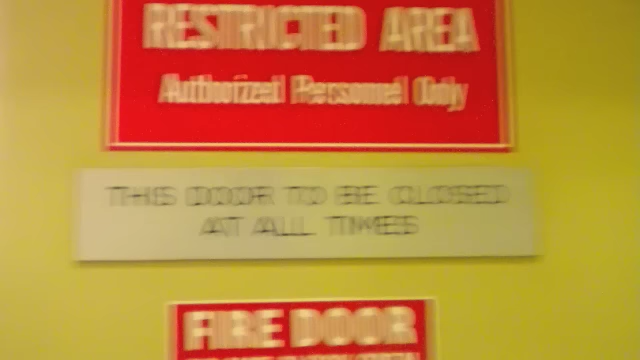 RESTRICTED AREA
Authorized Personnel Only
THIS DOOR TO BE CLOSED
AT ALL TIMES
FIRE DOOR